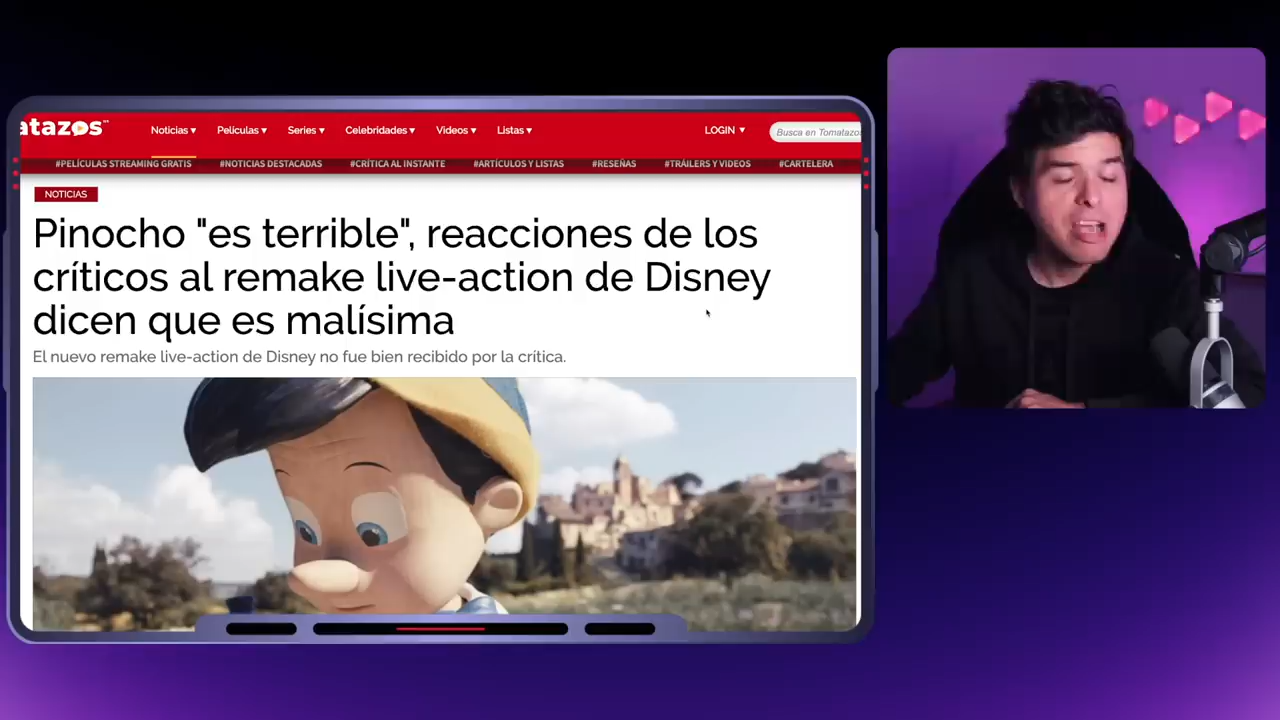 atazos
Noticias ▾ Películas ▾ Series ▾ Celebridades ▾ Videos ▾ Listas ▾ LOGIN ▾ Busca en Tomatazo
#PELÍCULAS STREAMING GRATIS #NOTICIAS DESTACADAS #CRÍTICA AL INSTANTE #ARTÍCULOS Y LISTAS #RESEÑAS #TRÁILERS Y VIDEOS #CARTELERA
NOTICIAS
Pinocho "es terrible", reacciones de los
críticos al remake live-action de Disney
dicen que es malísima
El nuevo remake live-action de Disney no fue bien recibido por la crítica.